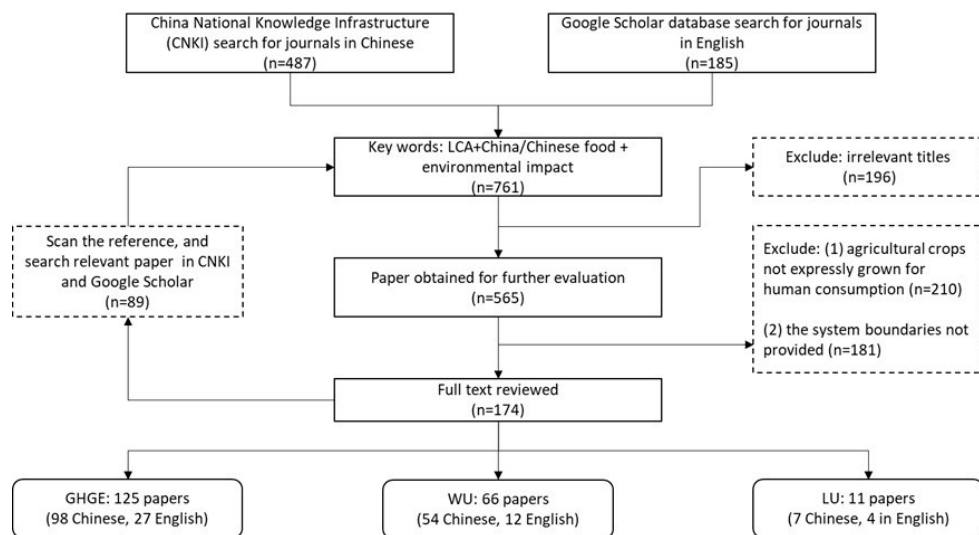 China National Knowledge Infrastructure
(CNKI) search for journals in Chinese
(n=487)
Google Scholar database search for journals
in English
(n=185)
Key words: LCA+China/Chinese food +
environmental impact
(n=761)
Exclude: irrelevant titles
(n=196)
Scan the reference, and
search relevant paper in CNKI
and Google Scholar
(n=89)
Paper obtained for further evaluation
(n=565)
Exclude: (1) agricultural crops
not expressly grown for
human consumption (n=210)
(2) the system boundaries not
provided (n=181)
Full text reviewed
(n=174)
GHGE: 125 papers
(98 Chinese, 27 English)
WU: 66 papers
(54 Chinese, 12 English)
LU: 11 papers
(7 Chinese, 4 in English)